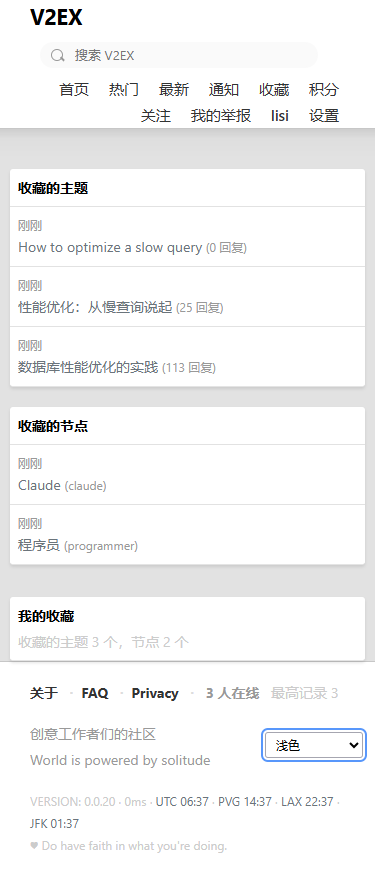 V2EX
搜索 V2EX
首页 热门 最新 通知 收藏 积分
关注 我的举报 lisi 设置
收藏的主题
刚刚
How to optimize a slow query (0 回复)
刚刚
性能优化：从慢查询说起 (25 回复)
刚刚
数据库性能优化的实践 (113 回复)
收藏的节点
刚刚
Claude (claude)
刚刚
程序员 (programmer)
我的收藏
收藏的主题 3 个，节点 2 个
关于 · FAQ · Privacy · 3 人在线 最高记录 3
创意工作者们的社区
World is powered by solitude
浅色
VERSION: 0.0.20 · 0ms · UTC 06:37 · PVG 14:37 · LAX 22:37 ·
JFK 01:37
♥ Do have faith in what you're doing.